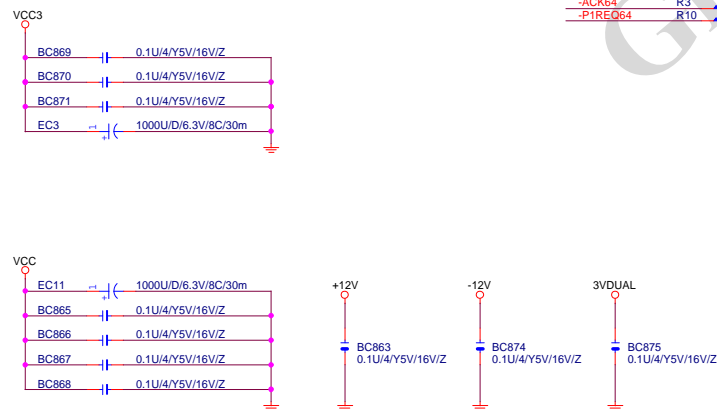 -ACK64 R3
-P1REQ64 R10
VCC3
BC869 0.1U/4/Y5V/16V/Z
BC870 0.1U/4/Y5V/16V/Z
BC871 0.1U/4/Y5V/16V/Z
EC3 1 + 1000U/D/6.3V/8C/30m
VCC
EC11 1 + 1000U/D/6.3V/8C/30m
BC865 0.1U/4/Y5V/16V/Z
BC866 0.1U/4/Y5V/16V/Z
BC867 0.1U/4/Y5V/16V/Z
BC868 0.1U/4/Y5V/16V/Z
+12V
BC863
0.1U/4/Y5V/16V/Z
-12V
BC874
0.1U/4/Y5V/16V/Z
3VDUAL
BC875
0.1U/4/Y5V/16V/Z